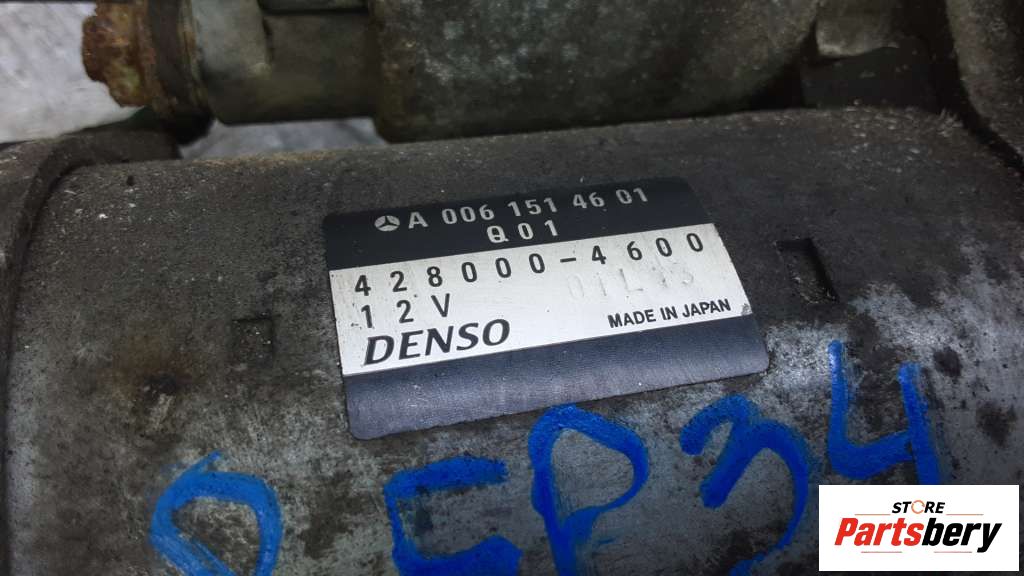 A 006 151 46 01
Q01
428000-4600
12V
DENSO
MADE IN JAPAN
STORE
Partsbery